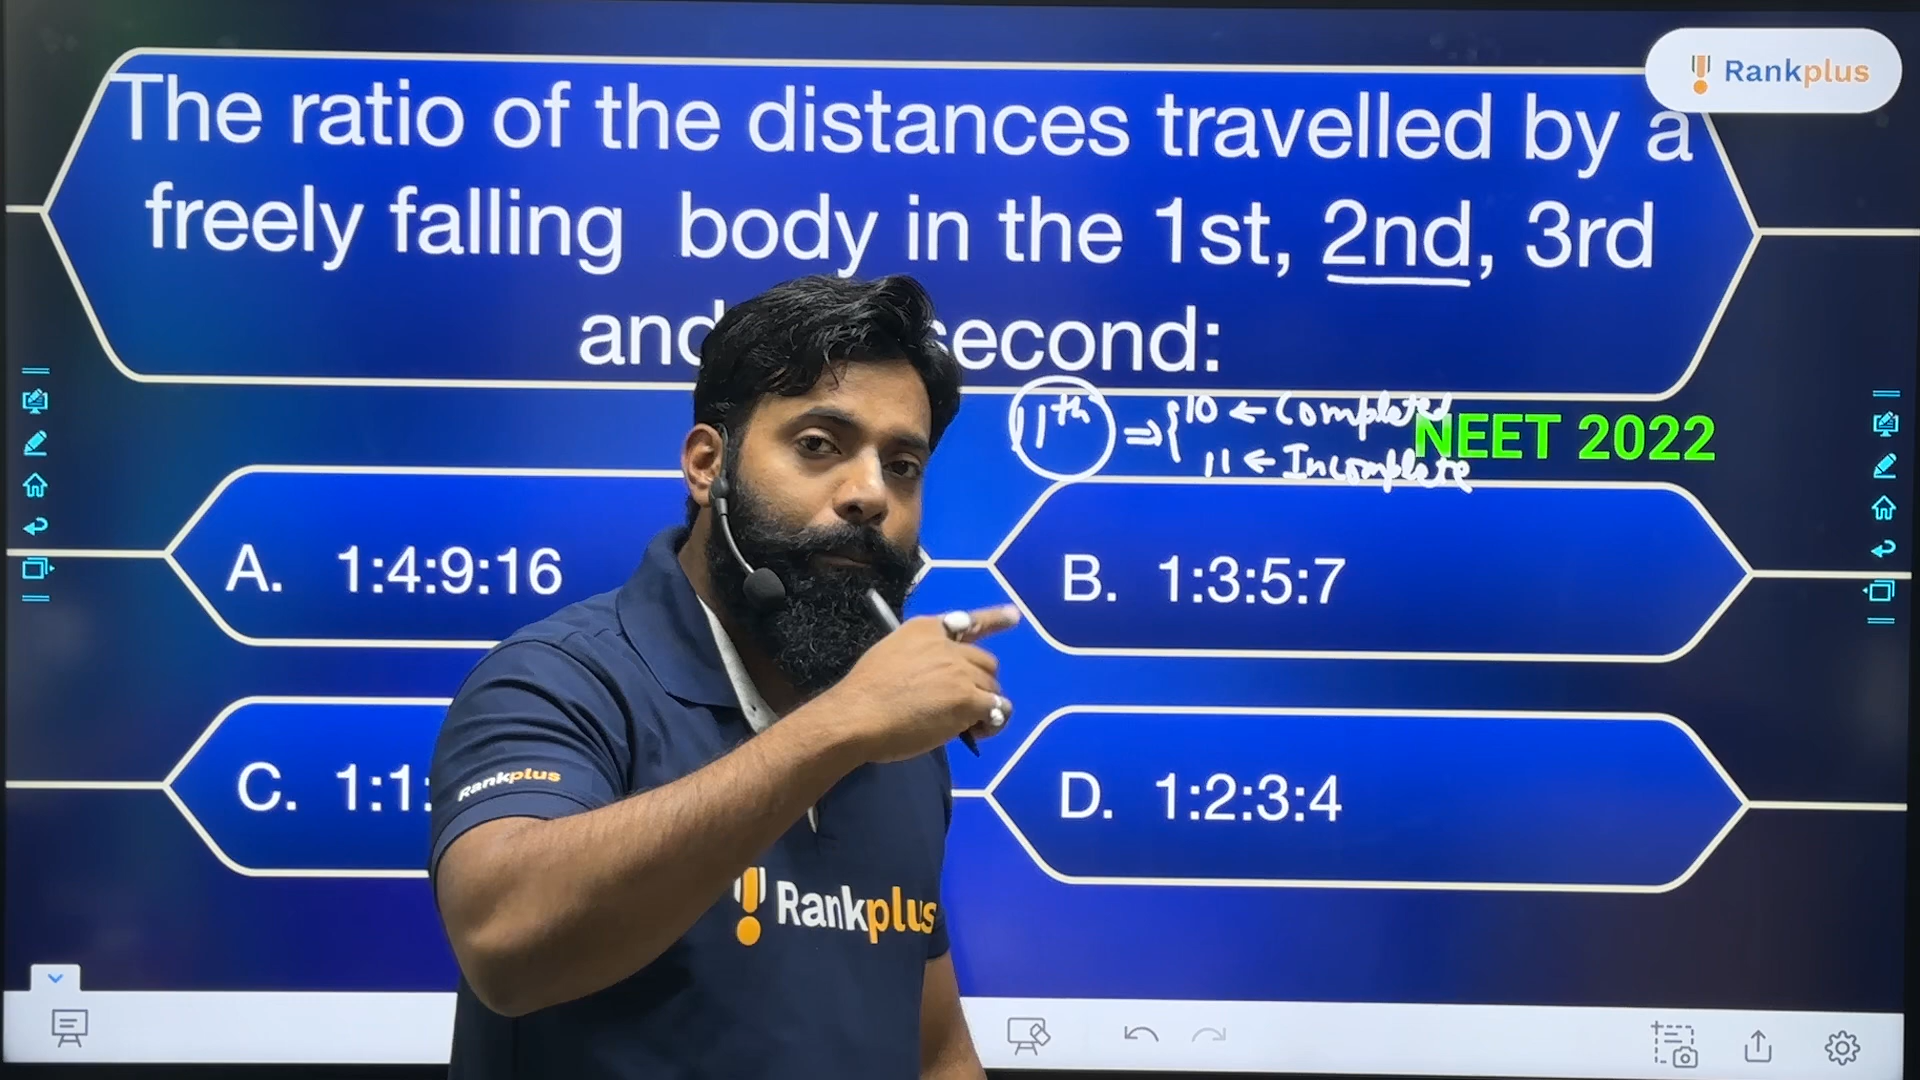 Rankplus
The ratio of the distances travelled by a
freely falling body in the 1st, 2nd, 3rd
and second:
11th ⇒ { 10 ← Completed
11 ← Incomplete
NEET 2022
A. 1:4:9:16
B. 1:3:5:7
C. 1:1:
D. 1:2:3:4
Rankplus
Rankplus